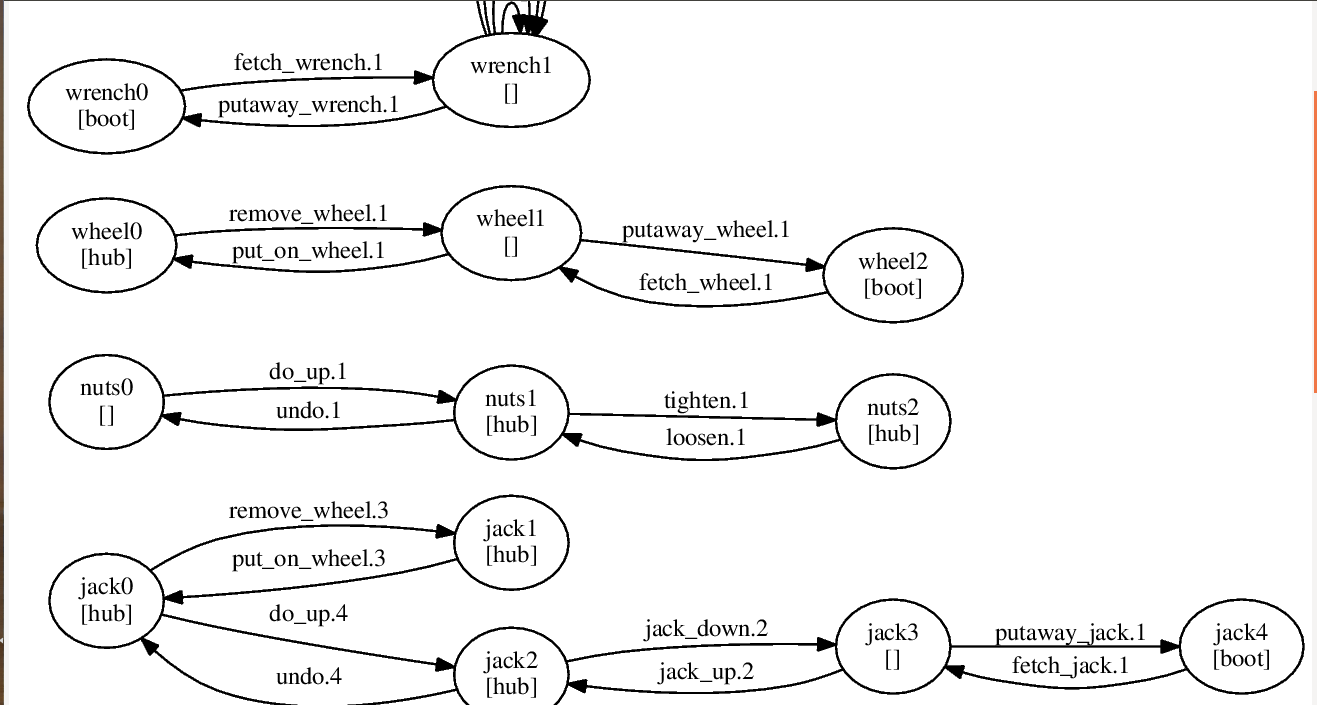 wrench0
[boot]
fetch_wrench.1
putaway_wrench.1
wrench1
[]
wheel0
[hub]
remove_wheel.1
put_on_wheel.1
wheel1
[]
putaway_wheel.1
fetch_wheel.1
wheel2
[boot]
nuts0
[]
do_up.1
undo.1
nuts1
[hub]
tighten.1
loosen.1
nuts2
[hub]
jack0
[hub]
remove_wheel.3
put_on_wheel.3
jack1
[hub]
do_up.4
undo.4
jack2
[hub]
jack_down.2
jack_up.2
jack3
[]
putaway_jack.1
fetch_jack.1
jack4
[boot]